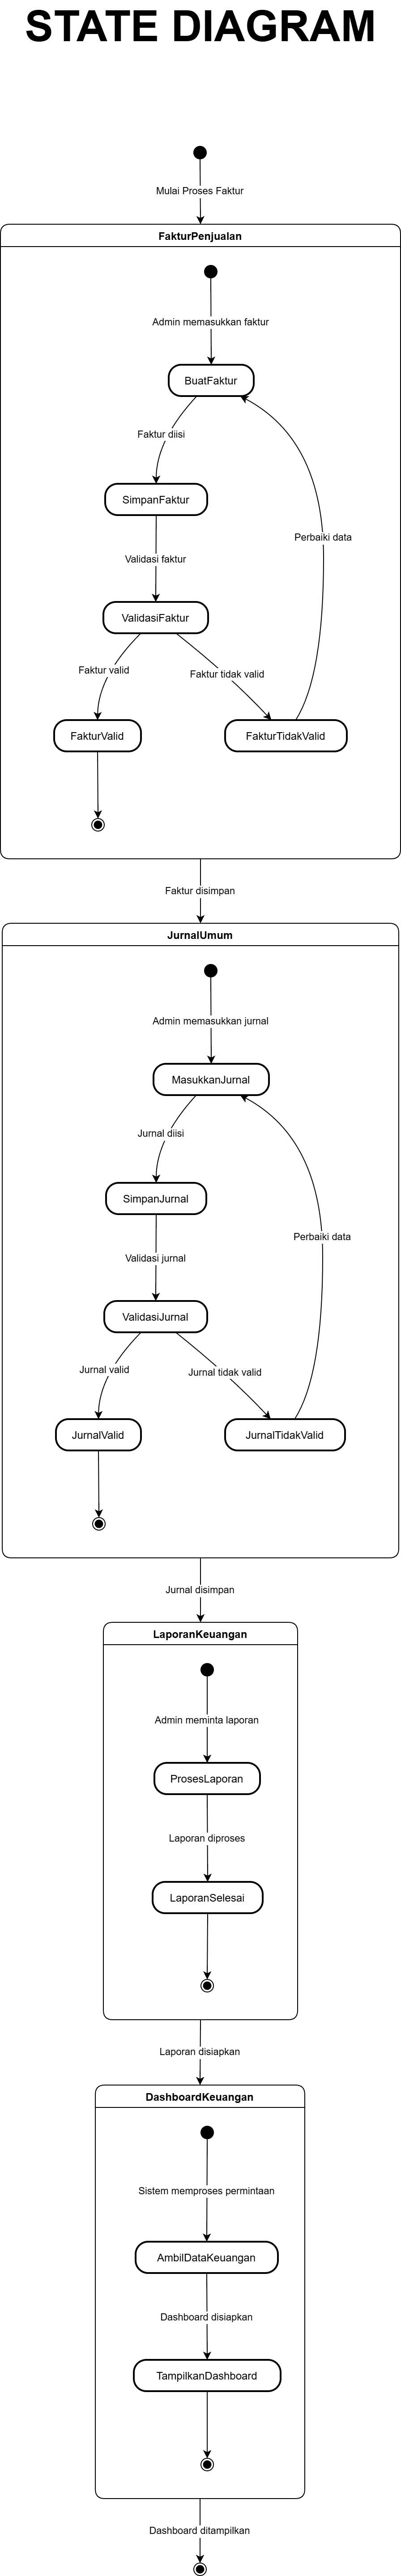 STATE DIAGRAM
Mulai Proses Faktur
FakturPenjualan
Admin memasukkan faktur
BuatFaktur
Faktur diisi
SimpanFaktur
Perbaiki data
Validasi faktur
ValidasiFaktur
Faktur valid
Faktur tidak valid
FakturValid
FakturTidakValid
Faktur disimpan
JurnalUmum
Admin memasukkan jurnal
MasukkanJurnal
Jurnal diisi
SimpanJurnal
Perbaiki data
Validasi jurnal
ValidasiJurnal
Jurnal valid
Jurnal tidak valid
JurnalValid
JurnalTidakValid
Jurnal disimpan
LaporanKeuangan
Admin meminta laporan
ProsesLaporan
Laporan diproses
LaporanSelesai
Laporan disiapkan
DashboardKeuangan
Sistem memproses permintaan
AmbilDataKeuangan
Dashboard disiapkan
TampilkanDashboard
Dashboard ditampilkan